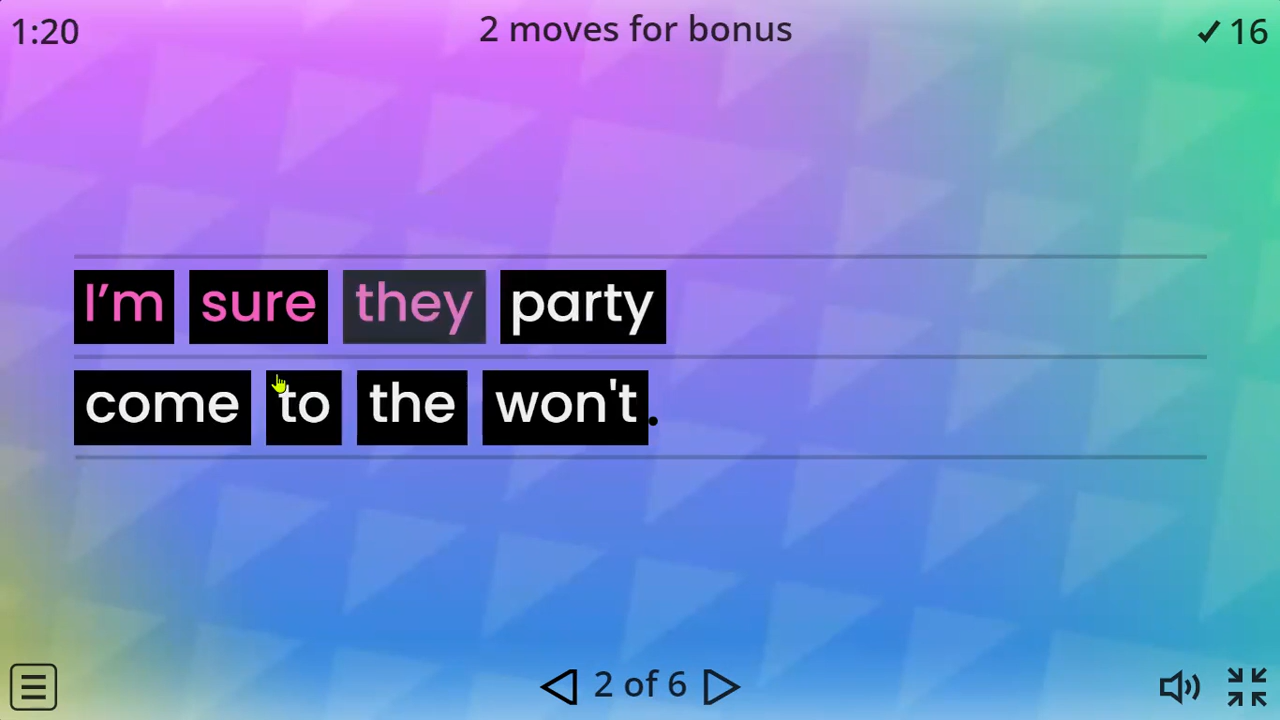 1:20
2 moves for bonus
✓ 16
I’m sure they party
come to the won't.
2 of 6